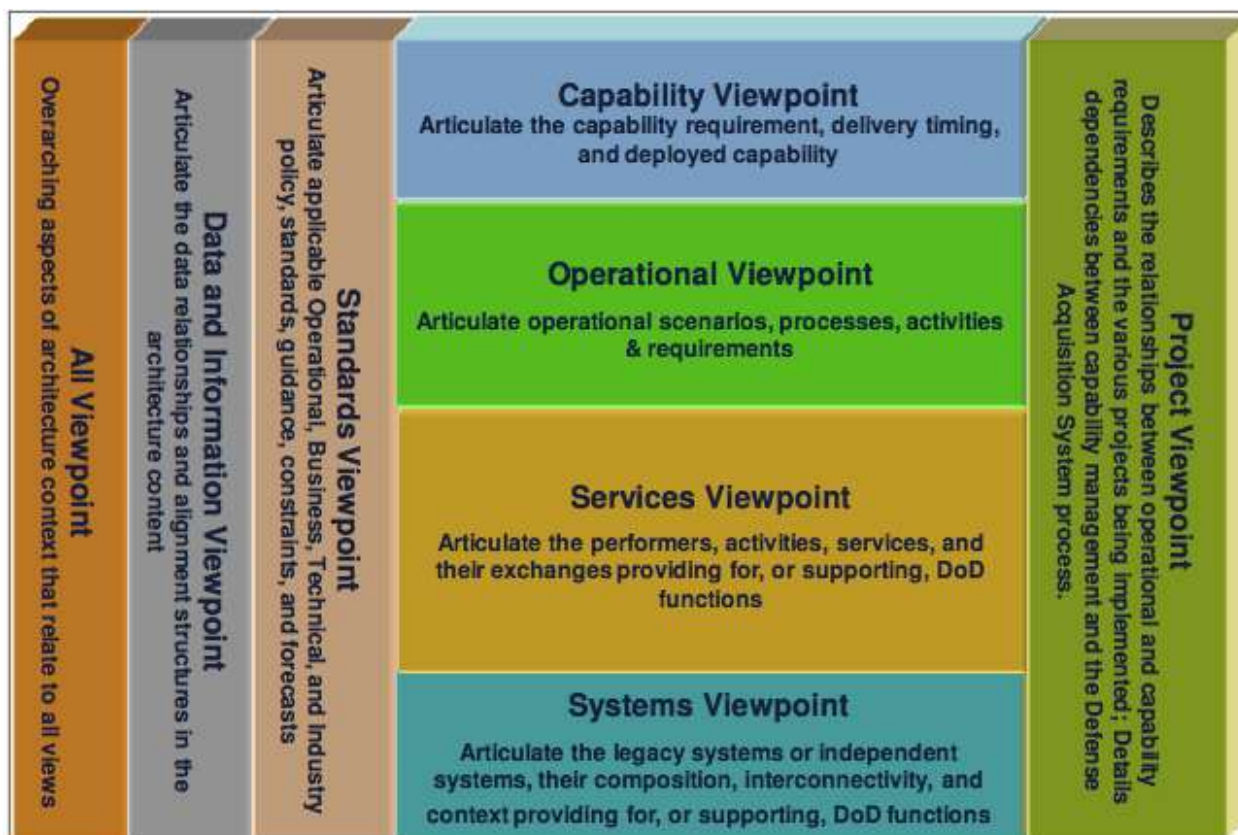 All Viewpoint
Overarching aspects of architecture context that relate to all views
Data and Information Viewpoint
Articulate the data relationships and alignment structures in the
architecture content
Standards Viewpoint
Articulate applicable Operational, Business, Technical, and Industry
policy, standards, guidance, constraints, and forecasts
Capability Viewpoint
Articulate the capability requirement, delivery timing,
and deployed capability
Operational Viewpoint
Articulate operational scenarios, processes, activities
& requirements
Services Viewpoint
Articulate the performers, activities, services, and
their exchanges providing for, or supporting, DoD
functions
Systems Viewpoint
Articulate the legacy systems or independent
systems, their composition, interconnectivity, and
context providing for, or supporting, DoD functions
Project Viewpoint
Describes the relationships between operational and capability
requirements and the various projects being implemented; Details
dependencies between capability management and the Defense
Acquisition System process.